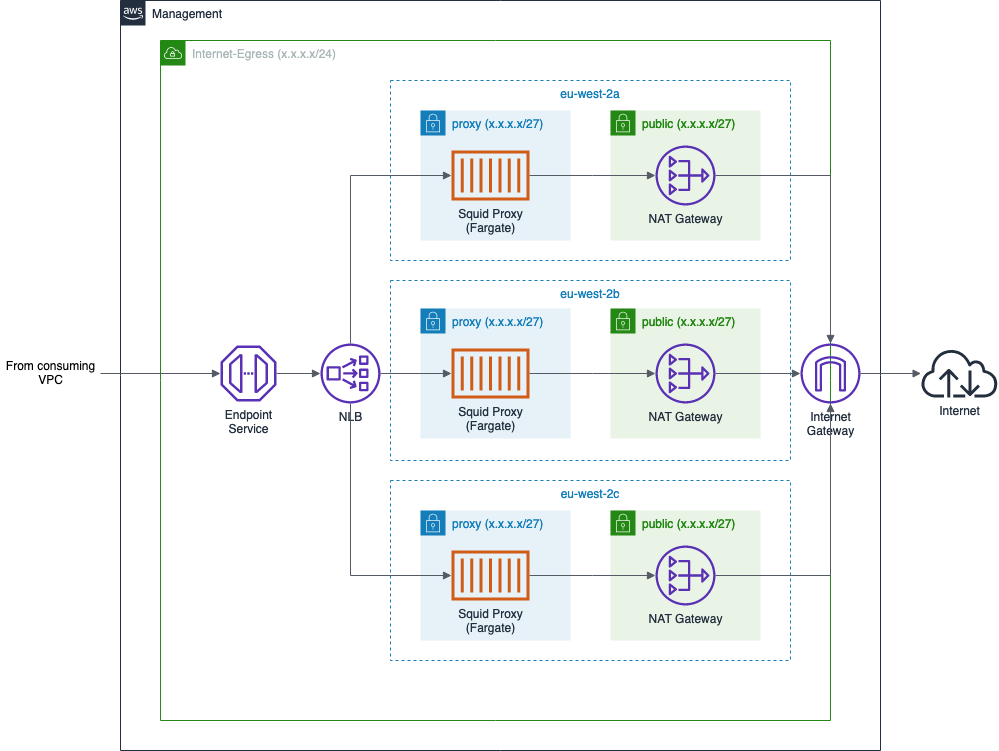 aws
Management
Internet-Egress (x.x.x.x/24)
eu-west-2a
proxy (x.x.x.x/27)
public (x.x.x.x/27)
Squid Proxy
(Fargate)
NAT Gateway
eu-west-2b
proxy (x.x.x.x/27)
public (x.x.x.x/27)
From consuming
VPC
Endpoint
Service
NLB
Squid Proxy
(Fargate)
NAT Gateway
Internet
Gateway
Internet
eu-west-2c
proxy (x.x.x.x/27)
public (x.x.x.x/27)
Squid Proxy
(Fargate)
NAT Gateway